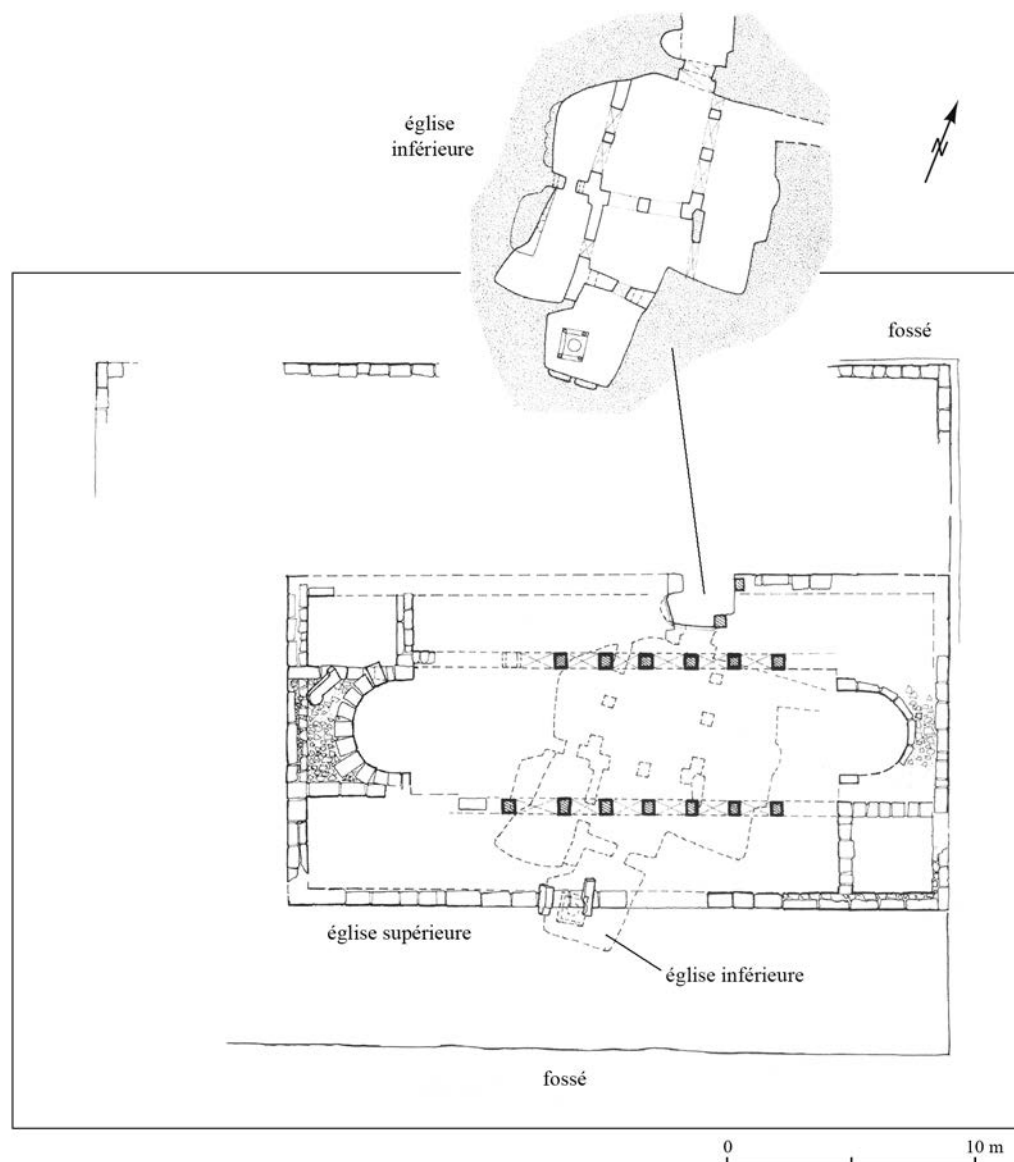 église
inférieure
N
fossé
église supérieure
église inférieure
fossé
0 10 m